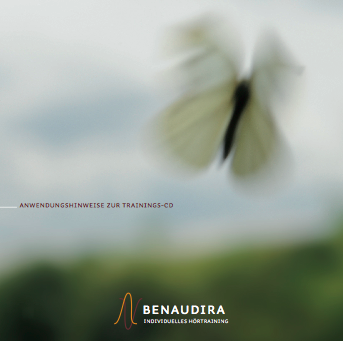 ANWENDUNGSHINWEISE ZUR TRAININGS-CD
BENAUDIRA
INDIVIDUELLES HÖRTRAINING